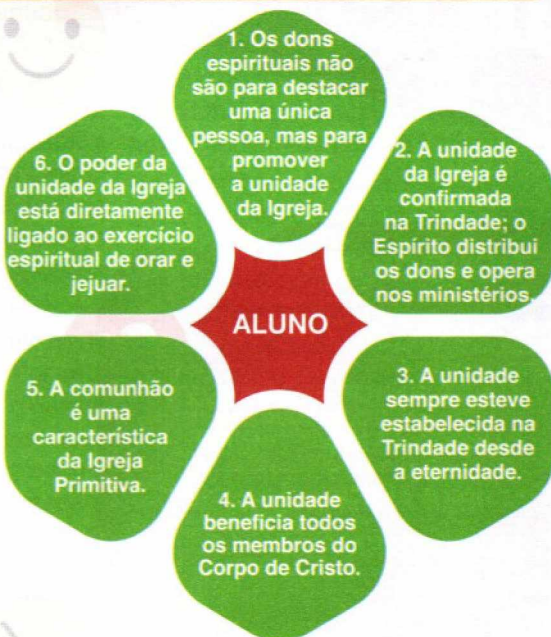 1. Os dons
espirituais não
são para destacar
uma única
pessoa, mas para
promover
a unidade
da Igreja.
2. A unidade
da Igreja é
confirmada
na Trindade; o
Espírito distribui
os dons e opera
nos ministérios.
3. A unidade
sempre esteve
estabelecida na
Trindade desde
a eternidade.
4. A unidade
beneficia todos
os membros do
Corpo de Cristo.
5. A comunhão
é uma
característica
da Igreja
Primitiva.
6. O poder da
unidade da Igreja
está diretamente
ligado ao exercício
espiritual de orar e
jejuar.
ALUNO